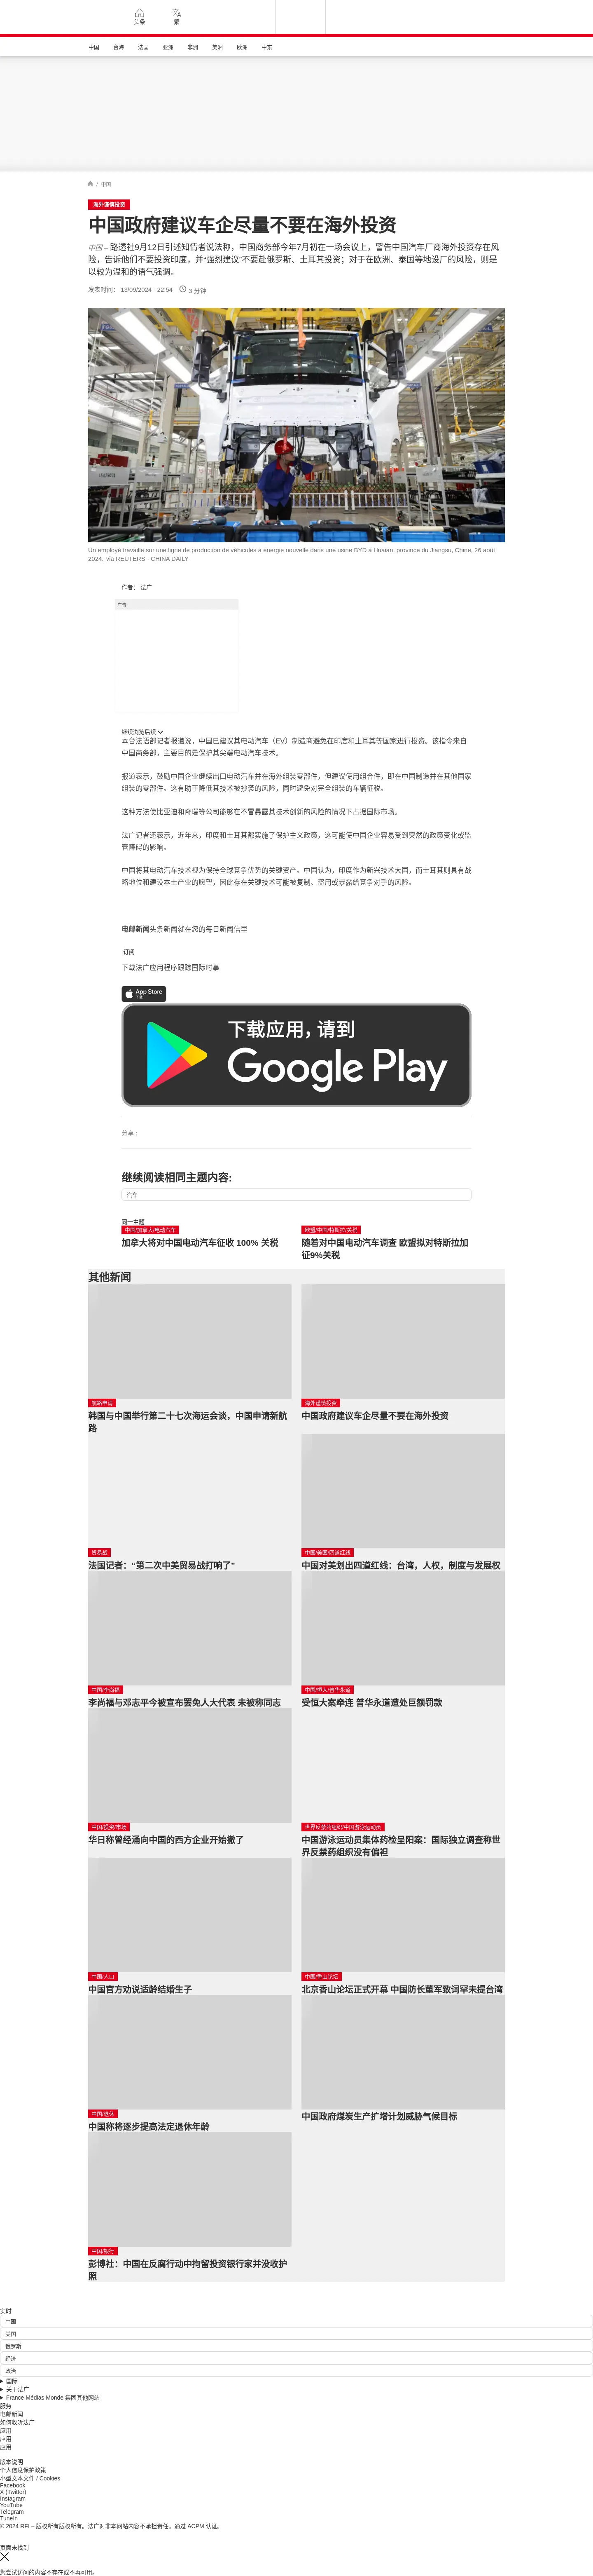 头条
繁
中国
台海
法国
亚洲
非洲
美洲
欧洲
中东
/ 中国
海外谨慎投资
中国政府建议车企尽量不要在海外投资
中国 – 路透社9月12日引述知情者说法称，中国商务部今年7月初在一场会议上，警告中国汽车厂商海外投资存在风
险，告诉他们不要投资印度，并“强烈建议”不要赴俄罗斯、土耳其投资；对于在欧洲、泰国等地设厂的风险，则是
以较为温和的语气强调。
发表时间： 13/09/2024 - 22:54
3 分钟
Un employé travaille sur une ligne de production de véhicules à énergie nouvelle dans une usine BYD à Huaian, province du Jiangsu, Chine, 26 août
2024. via REUTERS - CHINA DAILY
作者： 法广
广告
继续浏览后续
本台法语部记者报道说，中国已建议其电动汽车（EV）制造商避免在印度和土耳其等国家进行投资。该指令来自
中国商务部，主要目的是保护其尖端电动汽车技术。
报道表示，鼓励中国企业继续出口电动汽车并在海外组装零部件，但建议使用组合件，即在中国制造并在其他国家
组装的零部件。这有助于降低其技术被抄袭的风险，同时避免对完全组装的车辆征税。
这种方法使比亚迪和奇瑞等公司能够在不冒暴露其技术创新的风险的情况下占据国际市场。
法广记者还表示，近年来，印度和土耳其都实施了保护主义政策，这可能使中国企业容易受到突然的政策变化或监
管障碍的影响。
中国将其电动汽车技术视为保持全球竞争优势的关键资产。中国认为，印度作为新兴技术大国，而土耳其则具有战
略地位和建设本土产业的愿望，因此存在关键技术可能被复制、滥用或暴露给竞争对手的风险。
电邮新闻头条新闻就在您的每日新闻信里
订阅
下载法广应用程序跟踪国际时事
App Store
下载
下载应用，请到
Google Play
分享 :
继续阅读相同主题内容:
汽车
同一主题
中国/加拿大/电动汽车
加拿大将对中国电动汽车征收 100% 关税
欧盟/中国/特斯拉/关税
随着对中国电动汽车调查 欧盟拟对特斯拉加
征9%关税
其他新闻
航路申请
韩国与中国举行第二十七次海运会谈，中国申请新航
路
海外谨慎投资
中国政府建议车企尽量不要在海外投资
贸易战
法国记者：“第二次中美贸易战打响了”
中国/美国/四道红线
中国对美划出四道红线：台湾，人权，制度与发展权
中国/李尚福
李尚福与邓志平今被宣布罢免人大代表 未被称同志
中国/恒大/普华永道
受恒大案牵连 普华永道遭处巨额罚款
中国/投资/市场
华日称曾经涌向中国的西方企业开始撤了
世界反禁药组织/中国游泳运动员
中国游泳运动员集体药检呈阳案：国际独立调查称世
界反禁药组织没有偏袒
中国/人口
中国官方劝说适龄结婚生子
中国/香山论坛
北京香山论坛正式开幕 中国防长董军致词罕未提台湾
中国/退休
中国称将逐步提高法定退休年龄
中国政府煤炭生产扩增计划威胁气候目标
中国/银行
彭博社：中国在反腐行动中拘留投资银行家并没收护
照
实时
中国
美国
俄罗斯
经济
政治
国际
关于法广
France Médias Monde 集团其他网站
服务
电邮新闻
如何收听法广
应用
应用
应用
版本说明
个人信息保护政策
小型文本文件 / Cookies
Facebook
X (Twitter)
Instagram
YouTube
Telegram
TuneIn
© 2024 RFI – 版权所有版权所有。法广对非本网站内容不承担责任。通过 ACPM 认证。
页面未找到
您尝试访问的内容不存在或不再可用。